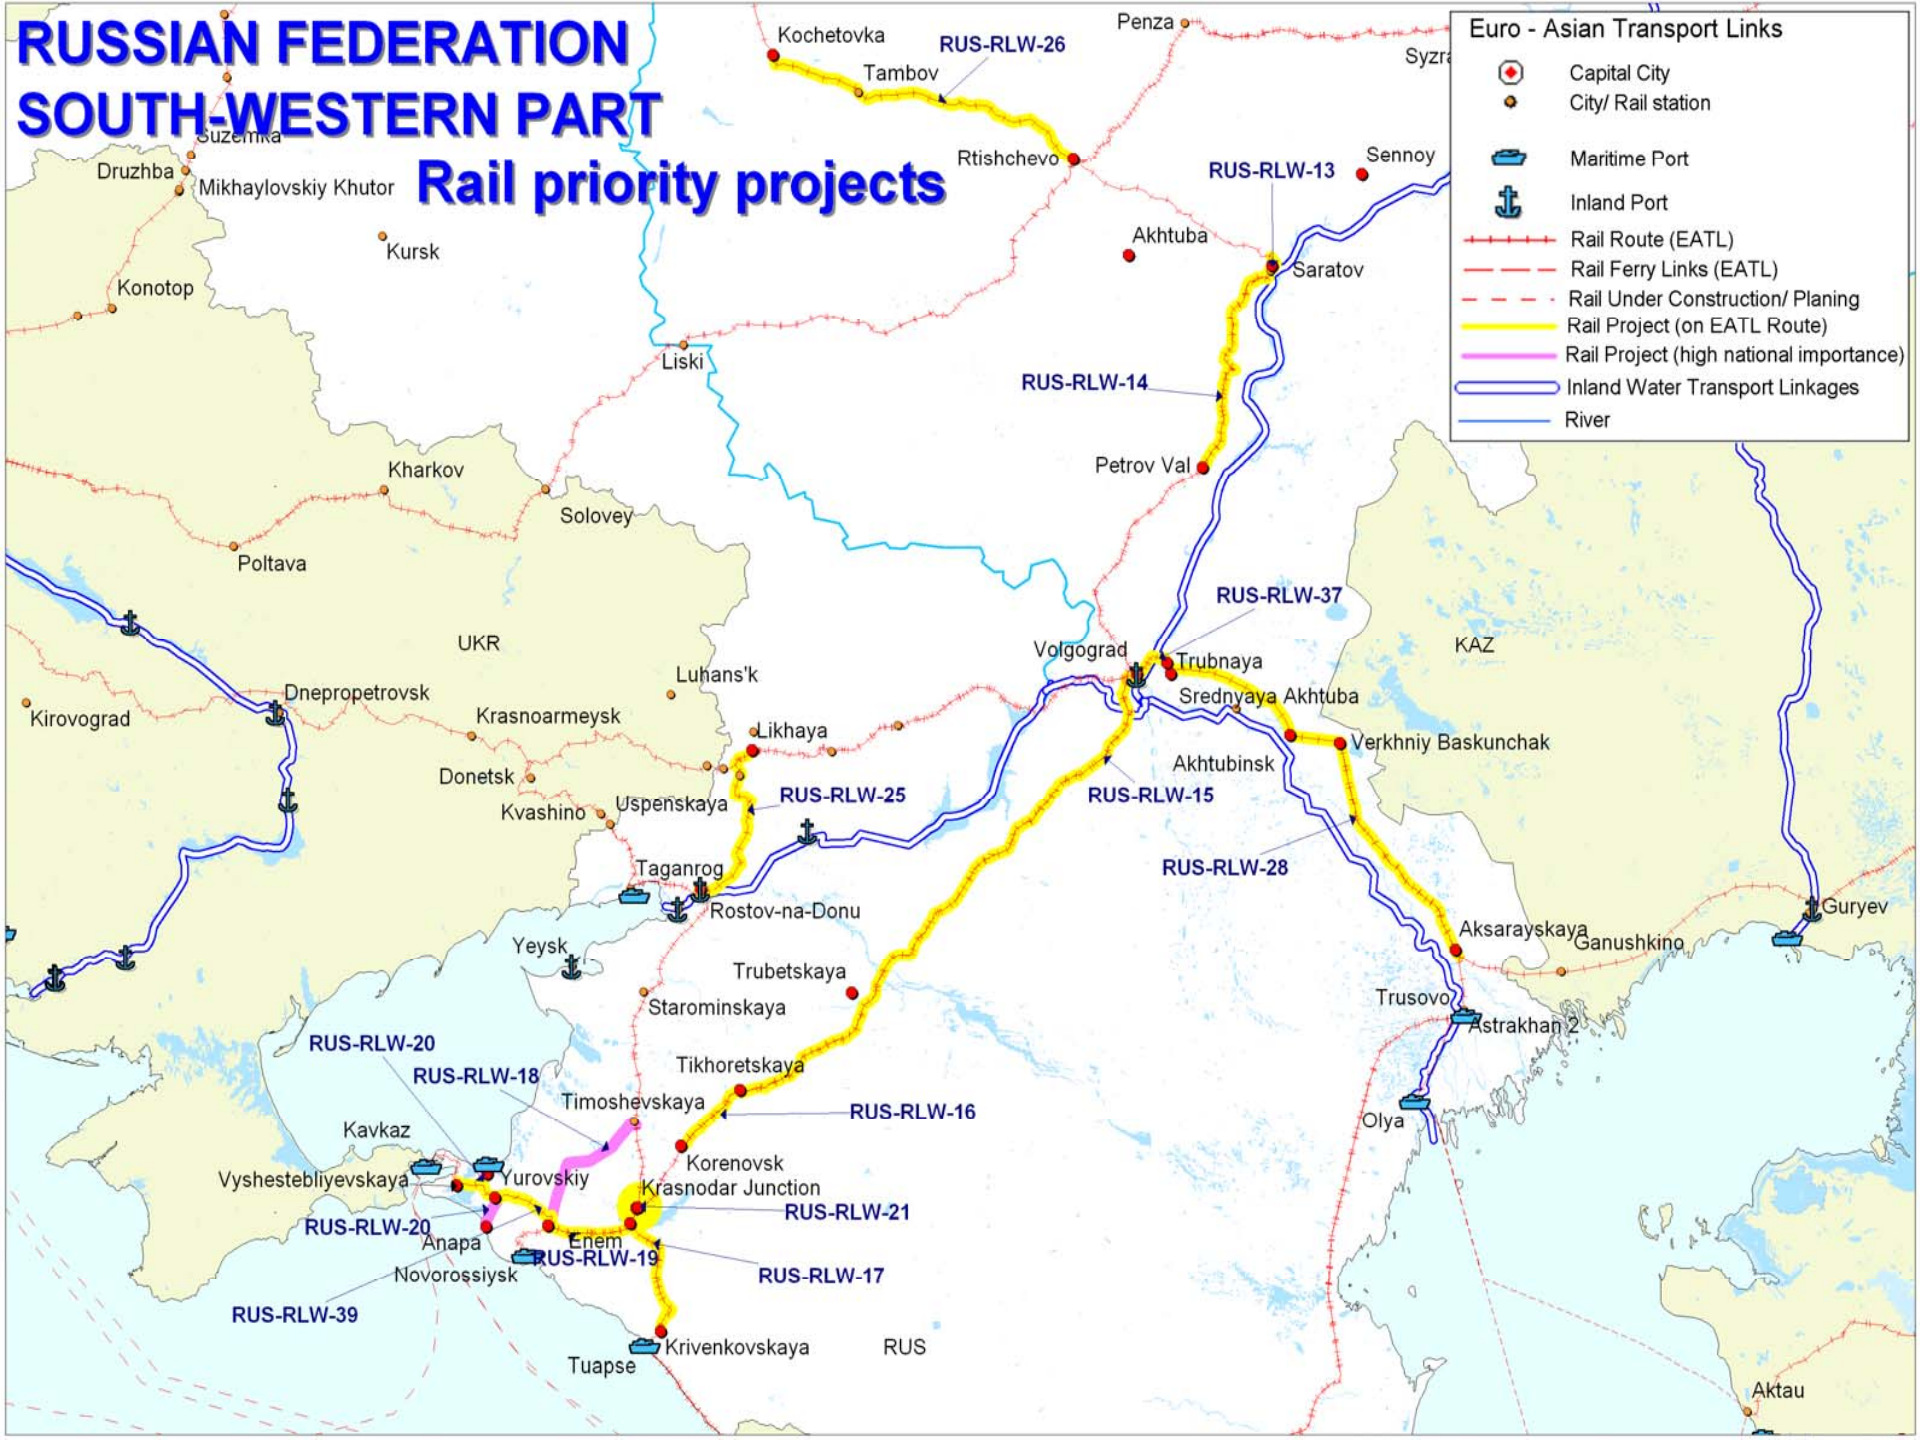 RUSSIAN FEDERATION
SOUTH-WESTERN PART
Rail priority projects
Euro - Asian Transport Links
Capital City
City/ Rail station
Maritime Port
Inland Port
Rail Route (EATL)
Rail Ferry Links (EATL)
Rail Under Construction/ Planing
Rail Project (on EATL Route)
Rail Project (high national importance)
Inland Water Transport Linkages
River
Kochetovka
RUS-RLW-26
Penza
Syzra
Tambov
Suzemka
Druzhba
Mikhaylovskiy Khutor
Rtishchevo
RUS-RLW-13
Sennoy
Kursk
Akhtuba
Saratov
Konotop
Liski
RUS-RLW-14
Kharkov
Petrov Val
Solovey
Poltava
RUS-RLW-37
UKR
KAZ
Volgograd
Trubnaya
Luhans'k
Srednyaya Akhtuba
Dnepropetrovsk
Kirovograd
Krasnoarmeysk
Likhaya
Verkhniy Baskunchak
Akhtubinsk
Donetsk
Uspenskaya
RUS-RLW-25
RUS-RLW-15
Kvashino
Taganrog
RUS-RLW-28
Rostov-na-Donu
Guryev
Aksarayskaya
Ganushkino
Yeysk
Trubetskaya
Starominskaya
Trusovo
Astrakhan 2
RUS-RLW-20
RUS-RLW-18
Tikhoretskaya
Timoshevskaya
RUS-RLW-16
Olya
Kavkaz
Korenovsk
Vyshestebliyevskaya
Yurovskiy
Krasnodar Junction
RUS-RLW-21
RUS-RLW-20
Anapa
Enem
RUS-RLW-19
Novorossiysk
RUS-RLW-17
RUS-RLW-39
Krivenkovskaya
RUS
Tuapse
Aktau